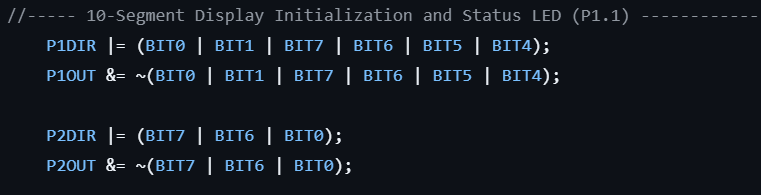 //----- 10-Segment Display Initialization and Status LED (P1.1) ------------
P1DIR |= (BIT0 | BIT1 | BIT7 | BIT6 | BIT5 | BIT4);
P1OUT &= ~(BIT0 | BIT1 | BIT7 | BIT6 | BIT5 | BIT4);
P2DIR |= (BIT7 | BIT6 | BIT0);
P2OUT &= ~(BIT7 | BIT6 | BIT0);